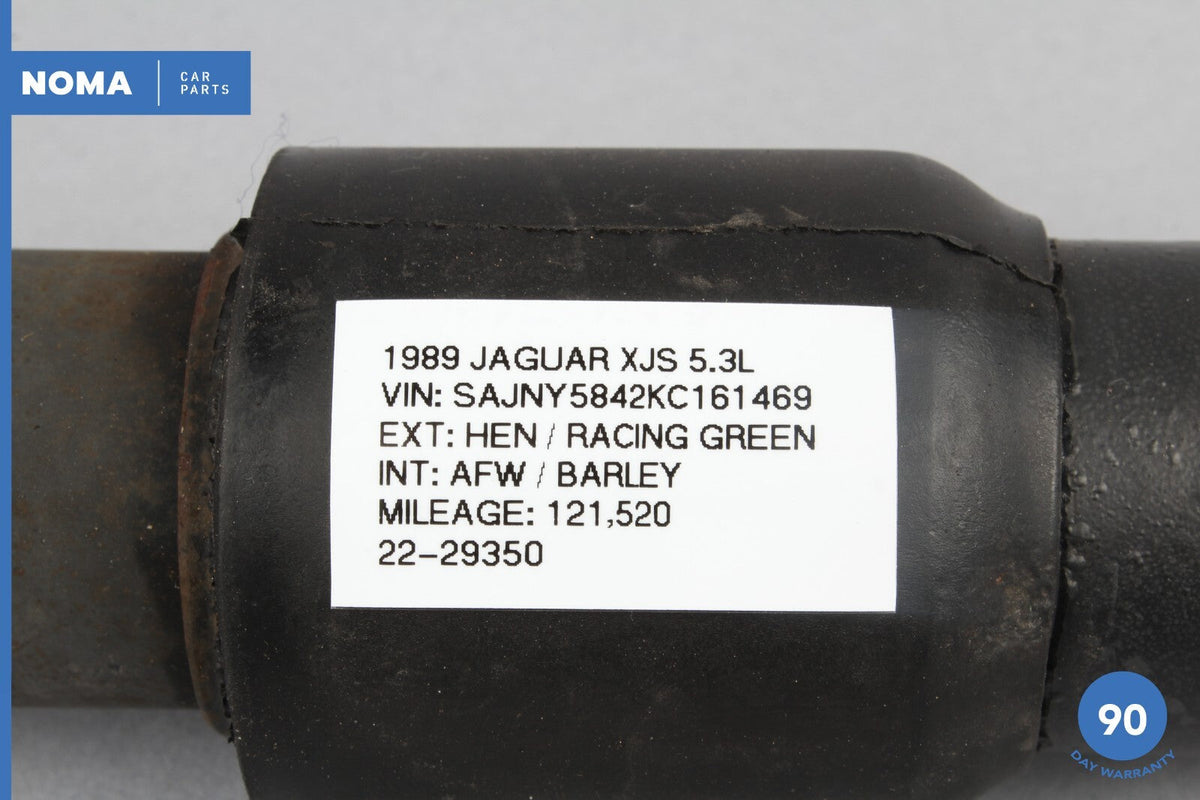 NOMA
CAR
PARTS
1989 JAGUAR XJS 5.3L
VIN: SAJNY5842KC161469
EXT: HEN / RACING GREEN
INT: AFW / BARLEY
MILEAGE: 121,520
22-29350
90
DAY WARRANTY